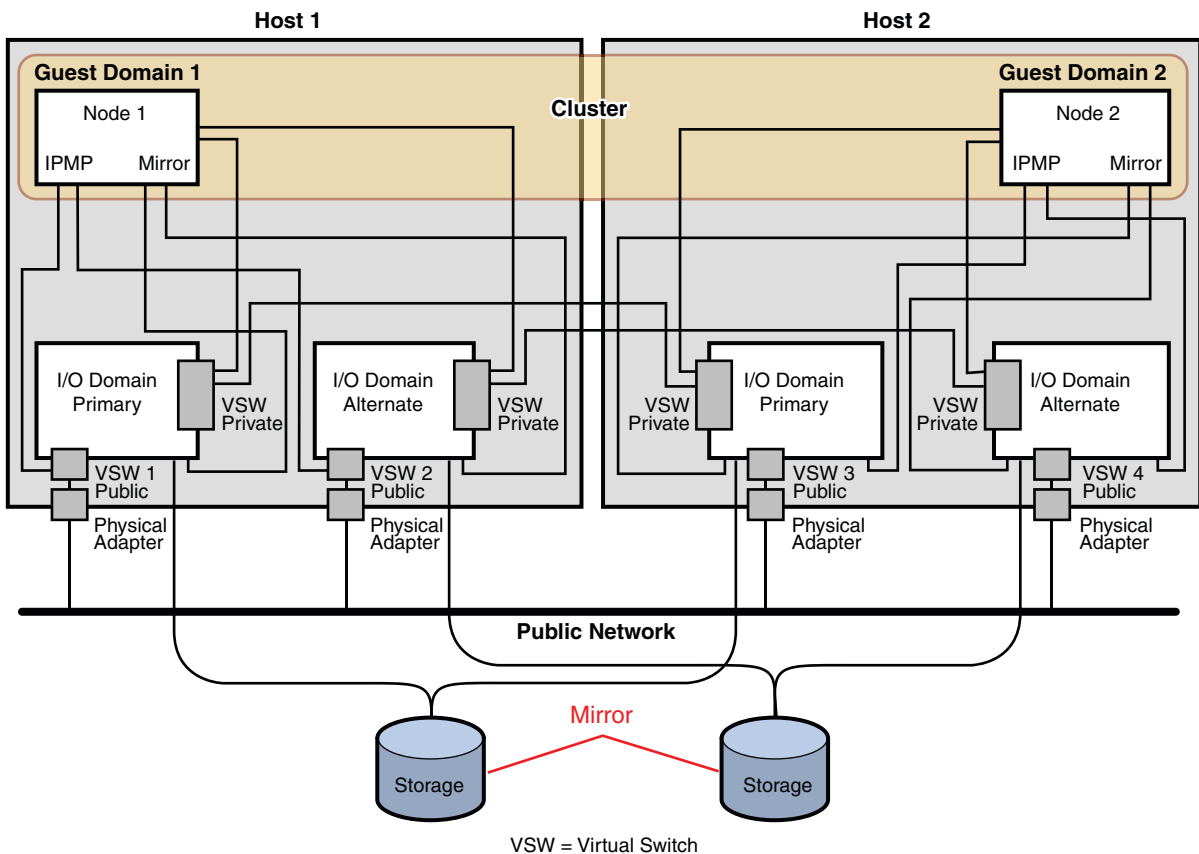 Host 1
Host 2
Guest Domain 1
Guest Domain 2
Cluster
Node 1
IPMP
Mirror
Node 2
IPMP
Mirror
I/O Domain
Primary
VSW
Private
I/O Domain
Alternate
VSW
Private
VSW
Private
I/O Domain
Primary
VSW
Private
I/O Domain
Alternate
VSW 1
Public
VSW 2
Public
VSW 3
Public
VSW 4
Public
Physical
Adapter
Physical
Adapter
Physical
Adapter
Physical
Adapter
Public Network
Mirror
Storage
Storage
VSW = Virtual Switch